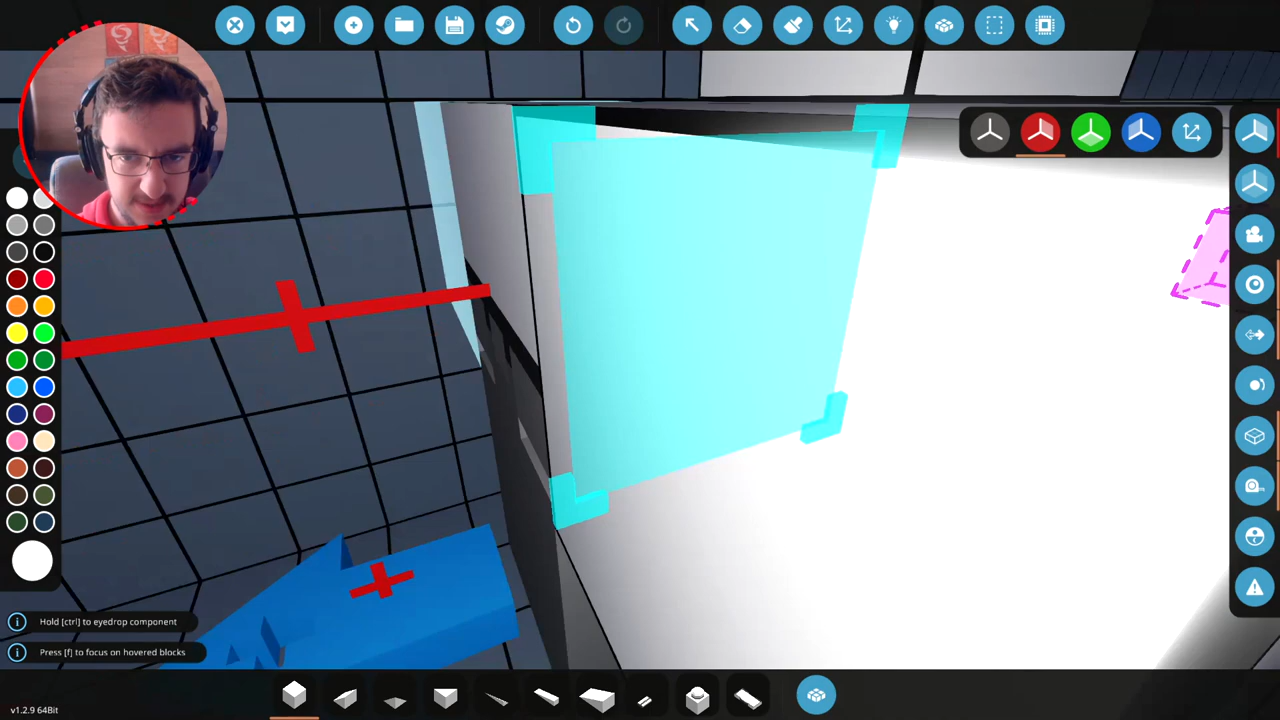 Hold [ctrl] to eyedrop component
Press [f] to focus on hovered blocks
v1.2.9 64Bit